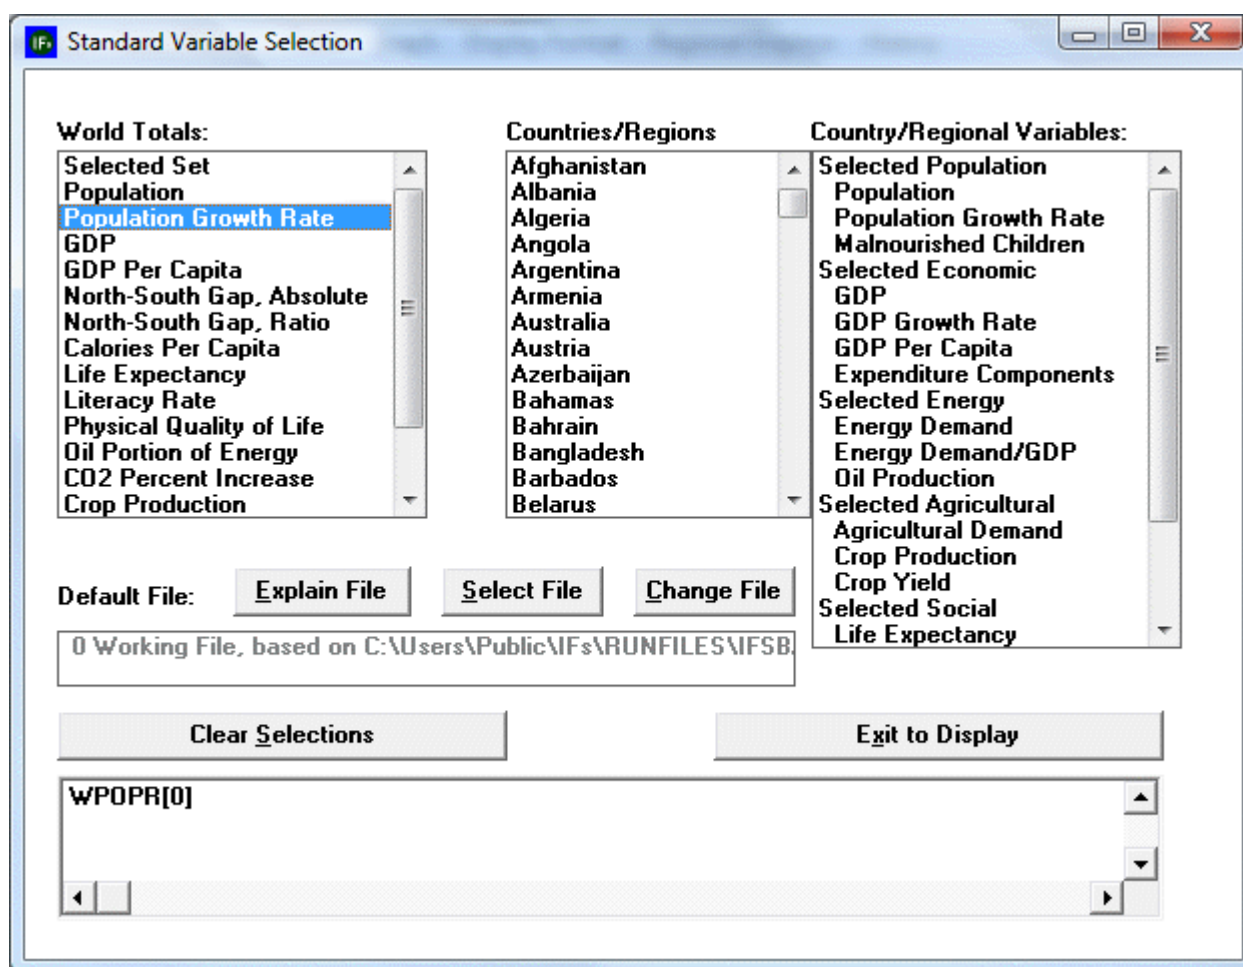 IFs
Standard Variable Selection
World Totals:
Selected Set
Population
Population Growth Rate
GDP
GDP Per Capita
North-South Gap, Absolute
North-South Gap, Ratio
Calories Per Capita
Life Expectancy
Literacy Rate
Physical Quality of Life
Oil Portion of Energy
CO2 Percent Increase
Crop Production
Countries/Regions
Afghanistan
Albania
Algeria
Angola
Argentina
Armenia
Australia
Austria
Azerbaijan
Bahamas
Bahrain
Bangladesh
Barbados
Belarus
Country/Regional Variables:
Selected Population
Population
Population Growth Rate
Malnourished Children
Selected Economic
GDP
GDP Growth Rate
GDP Per Capita
Expenditure Components
Selected Energy
Energy Demand
Energy Demand/GDP
Oil Production
Selected Agricultural
Agricultural Demand
Crop Production
Crop Yield
Selected Social
Life Expectancy
Default File:
Explain File
Select File
Change File
0 Working File, based on C:\Users\Public\IFs\RUNFILES\IFSB
Clear Selections
Exit to Display
WPOPR[0]